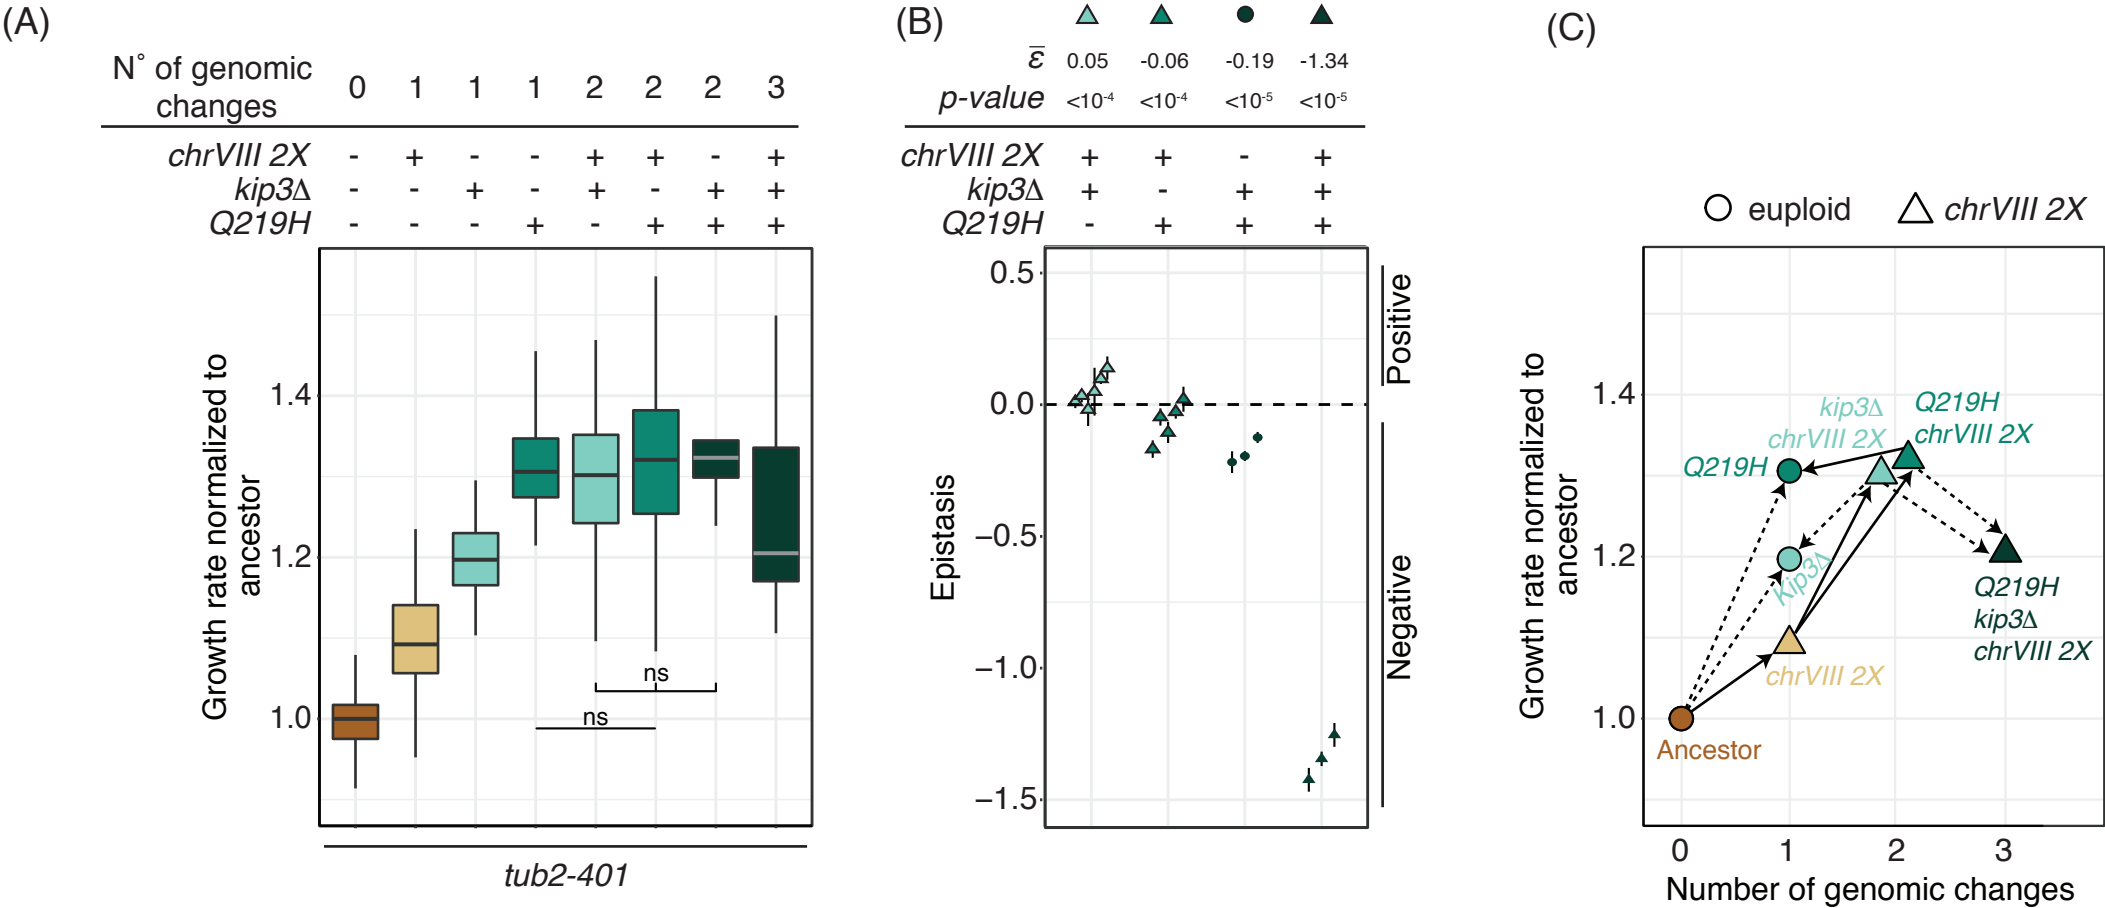 (A)
N° of genomic
changes
0 1 1 1 2 2 2 3
chrVIII 2X - + - - + + - +
kip3Δ - - + - + - + +
Q219H - - - + - + + +
Growth rate normalized to
ancestor
1.4
1.2
1.0
ns
ns
tub2-401
(B)
ε̅ 0.05 -0.06 -0.19 -1.34
p-value <10⁻⁴ <10⁻⁴ <10⁻⁵ <10⁻⁵
chrVIII 2X + + - +
kip3Δ + - + +
Q219H - + + +
Epistasis
0.5
0.0
−0.5
−1.0
−1.5
Positive
Negative
(C)
euploid chrVIII 2X
Growth rate normalized to
ancestor
1.4
1.2
1.0
kip3Δ
chrVIII 2X
Q219H
chrVIII 2X
Q219H
Kip3Δ
chrVIII 2X
Ancestor
Q219H
kip3Δ
chrVIII 2X
0 1 2 3
Number of genomic changes